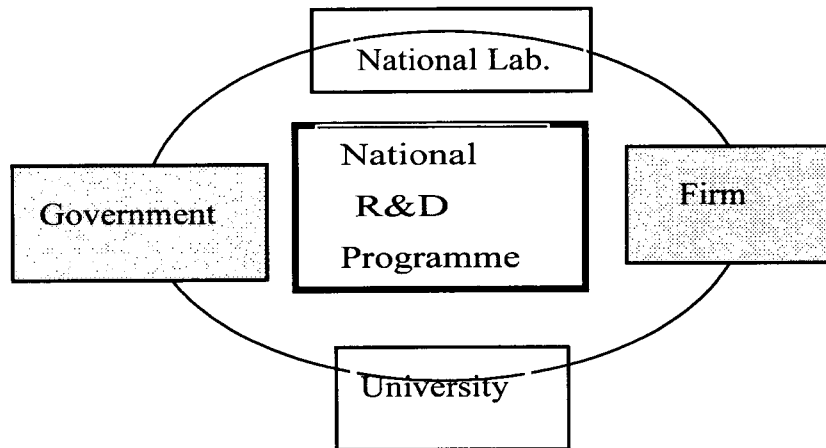 National Lab.
National
R&D
Programme
Government
Firm
University